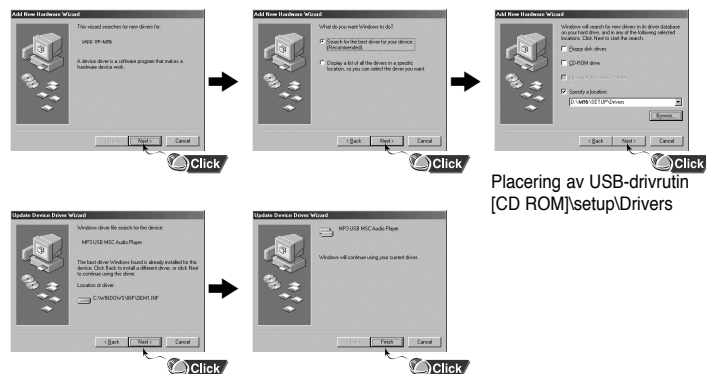 Add New Hardware Wizard
This wizard searches for new drivers for:
yepp YP-MT6
A device driver is a software program that makes a
hardware device work.
< Back
Next >
Cancel
Click
Add New Hardware Wizard
What do you want Windows to do?
Search for the best driver for your device.
(Recommended).
Display a list of all the drivers in a specific
location, so you can select the driver you want.
< Back
Next >
Cancel
Click
Add New Hardware Wizard
Windows will search for new drivers in its driver database
on your hard drive, and in any of the following selected
locations. Click Next to start the search.
Floppy disk drives
CD-ROM drive
Specify a location:
D:\MT6\SETUP\Drivers
Browse...
< Back
Next >
Cancel
Click
Placering av USB-drivrutin
[CD ROM]\setup\Drivers
Update Device Driver Wizard
Windows driver file search for the device:
MP3 USB MSC Audio Player
The best driver Windows found is already installed for this
device. Click Back to install a different driver, or click Next
to continue using this driver.
Location of driver:
C:\WINDOWS\INF\OEM1.INF
< Back
Next >
Cancel
Click
Update Device Driver Wizard
MP3 USB MSC Audio Player
Windows will continue using your current driver.
< Back
Finish
Cancel
Click